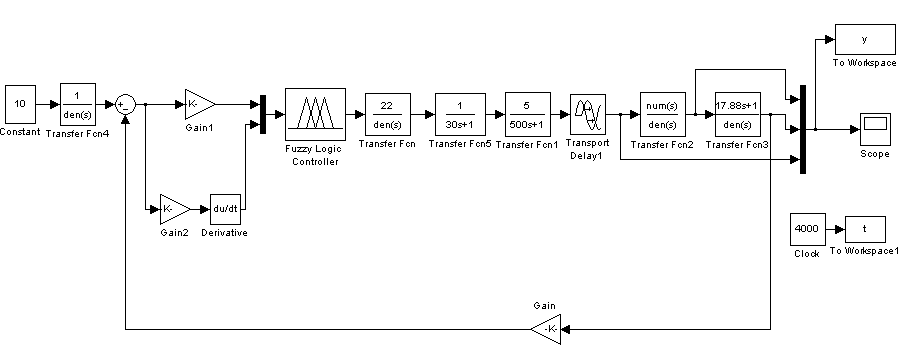 y
To Workspace
10
Constant
1
den(s)
Transfer Fcn4
+
-
K-
Gain1
Fuzzy Logic
Controller
22
den(s)
Transfer Fcn
1
30s+1
Transfer Fcn5
5
500s+1
Transfer Fcn1
Transport
Delay1
num(s)
den(s)
Transfer Fcn2
17.88s+1
den(s)
Transfer Fcn3
Scope
K-
Gain2
du/dt
Derivative
4000
Clock
t
To Workspace1
Gain
-K-